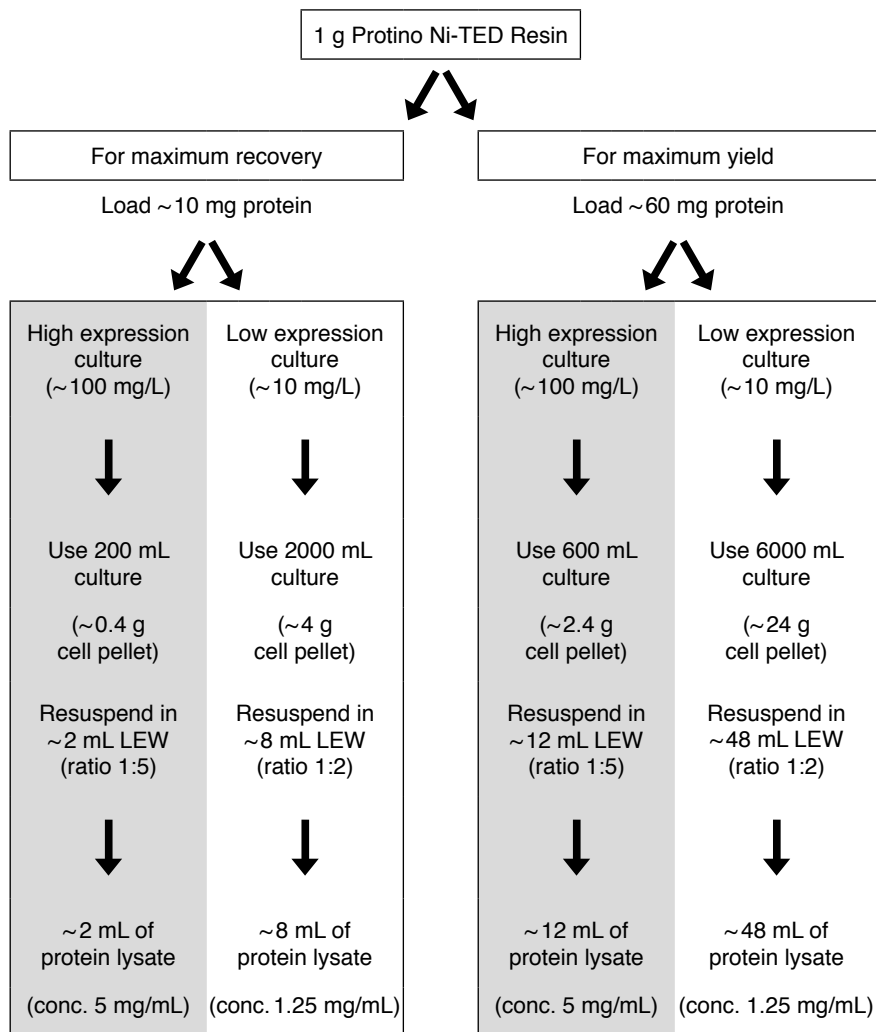 1 g Protino Ni-TED Resin
For maximum recovery
Load ~10 mg protein
High expression
culture
(~100 mg/L)
Use 200 mL
culture
(~0.4 g
cell pellet)
Resuspend in
~2 mL LEW
(ratio 1:5)
~2 mL of
protein lysate
(conc. 5 mg/mL)
Low expression
culture
(~10 mg/L)
Use 2000 mL
culture
(~4 g
cell pellet)
Resuspend in
~8 mL LEW
(ratio 1:2)
~8 mL of
protein lysate
(conc. 1.25 mg/mL)
For maximum yield
Load ~60 mg protein
High expression
culture
(~100 mg/L)
Use 600 mL
culture
(~2.4 g
cell pellet)
Resuspend in
~12 mL LEW
(ratio 1:5)
~12 mL of
protein lysate
(conc. 5 mg/mL)
Low expression
culture
(~10 mg/L)
Use 6000 mL
culture
(~24 g
cell pellet)
Resuspend in
~48 mL LEW
(ratio 1:2)
~48 mL of
protein lysate
(conc. 1.25 mg/mL)